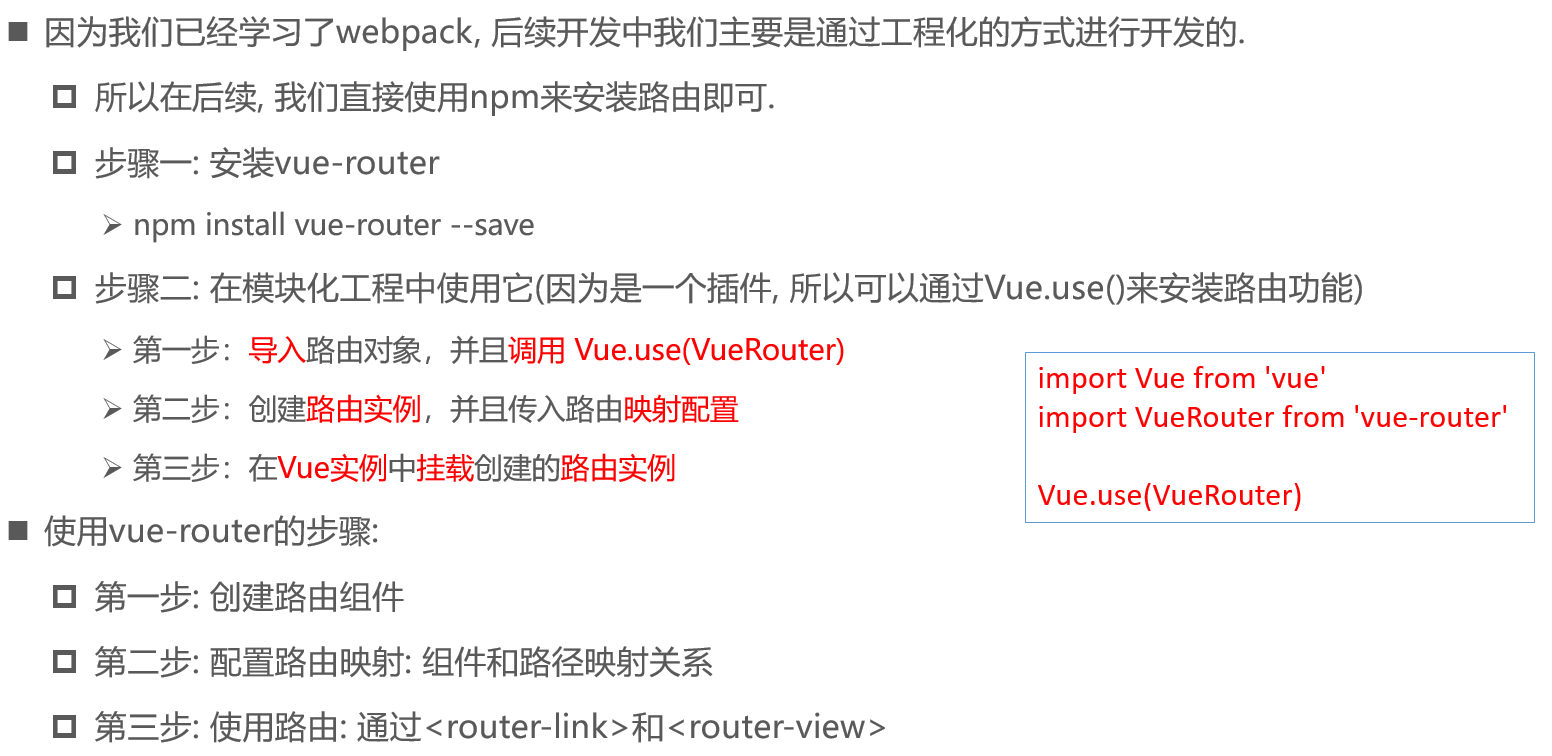 因为我们已经学习了webpack, 后续开发中我们主要是通过工程化的方式进行开发的.
所以在后续, 我们直接使用npm来安装路由即可.
步骤一: 安装vue-router
npm install vue-router --save
步骤二: 在模块化工程中使用它(因为是一个插件, 所以可以通过Vue.use()来安装路由功能)
第一步：导入路由对象，并且调用 Vue.use(VueRouter)
第二步：创建路由实例，并且传入路由映射配置
第三步：在Vue实例中挂载创建的路由实例
import Vue from 'vue'
import VueRouter from 'vue-router'
Vue.use(VueRouter)
使用vue-router的步骤:
第一步: 创建路由组件
第二步: 配置路由映射: 组件和路径映射关系
第三步: 使用路由: 通过<router-link>和<router-view>